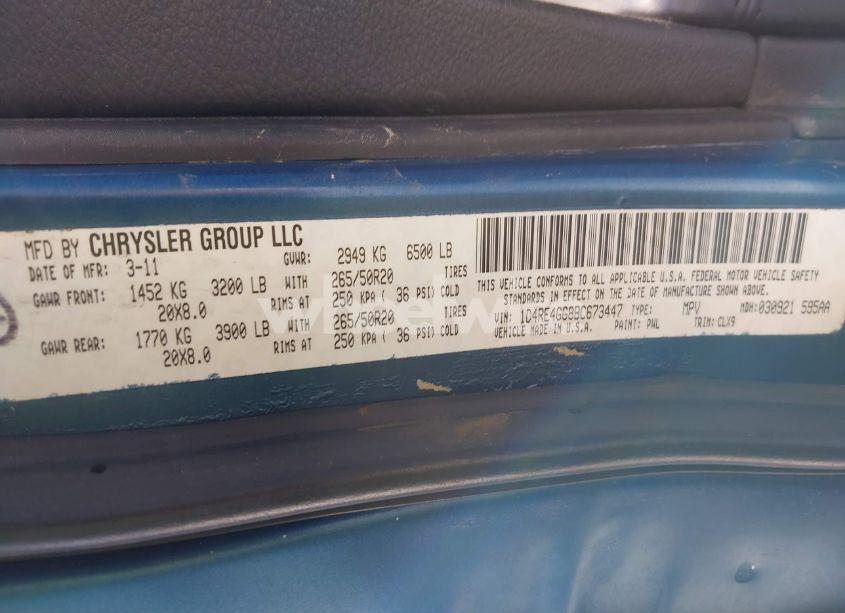 MFD BY CHRYSLER GROUP LLC
DATE OF MFR: 3-11 GVWR: 2949 KG 6500 LB
GAWR FRONT: 1452 KG 3200 LB WITH 265/50R20 TIRES
20X8.0 RIMS AT 250 KPA ( 36 PSI) COLD
GAWR REAR: 1770 KG 3900 LB WITH 265/50R20 TIRES
20X8.0 RIMS AT 250 KPA ( 36 PSI) COLD
THIS VEHICLE CONFORMS TO ALL APPLICABLE U.S.A. FEDERAL MOTOR VEHICLE SAFETY
STANDARDS IN EFFECT ON THE DATE OF MANUFACTURE SHOWN ABOVE.
VIN: 1D4RE4GG8BC673447 TYPE: MPV MDH:030921 595AA
VEHICLE MADE IN U.S.A. PAINT: PWL TRIM: CLX9